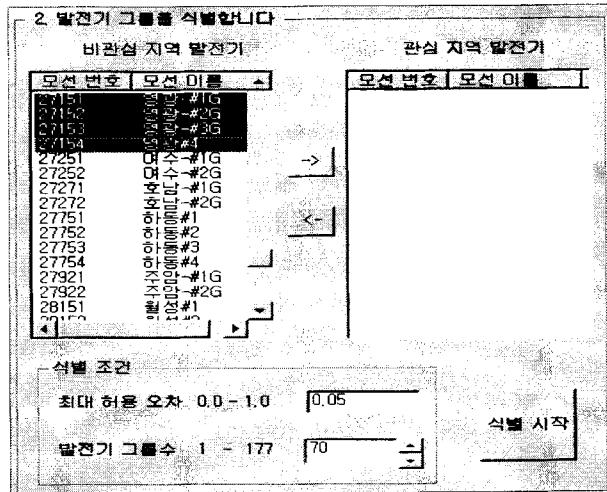 2. 발전기 그룹을 식별합니다
비관심 지역 발전기
관심 지역 발전기
모선 번호 모선 이름
모선 번호 모선 이름
27151 영광-#1G
27152 영광-#2G
27153 영광-#3G
27154 영광#4
27251 여수-#1G
27252 여수-#2G
27271 호남-#1G
27272 호남-#2G
27751 하동#1
27752 하동#2
27753 하동#3
27754 하동#4
27921 주암-#1G
27922 주암-#2G
28151 월성#1
->
<-
식별 조건
최대 허용 오차 0.0 - 1.0 0.05
발전기 그룹수 1 - 177 70
식별 시작